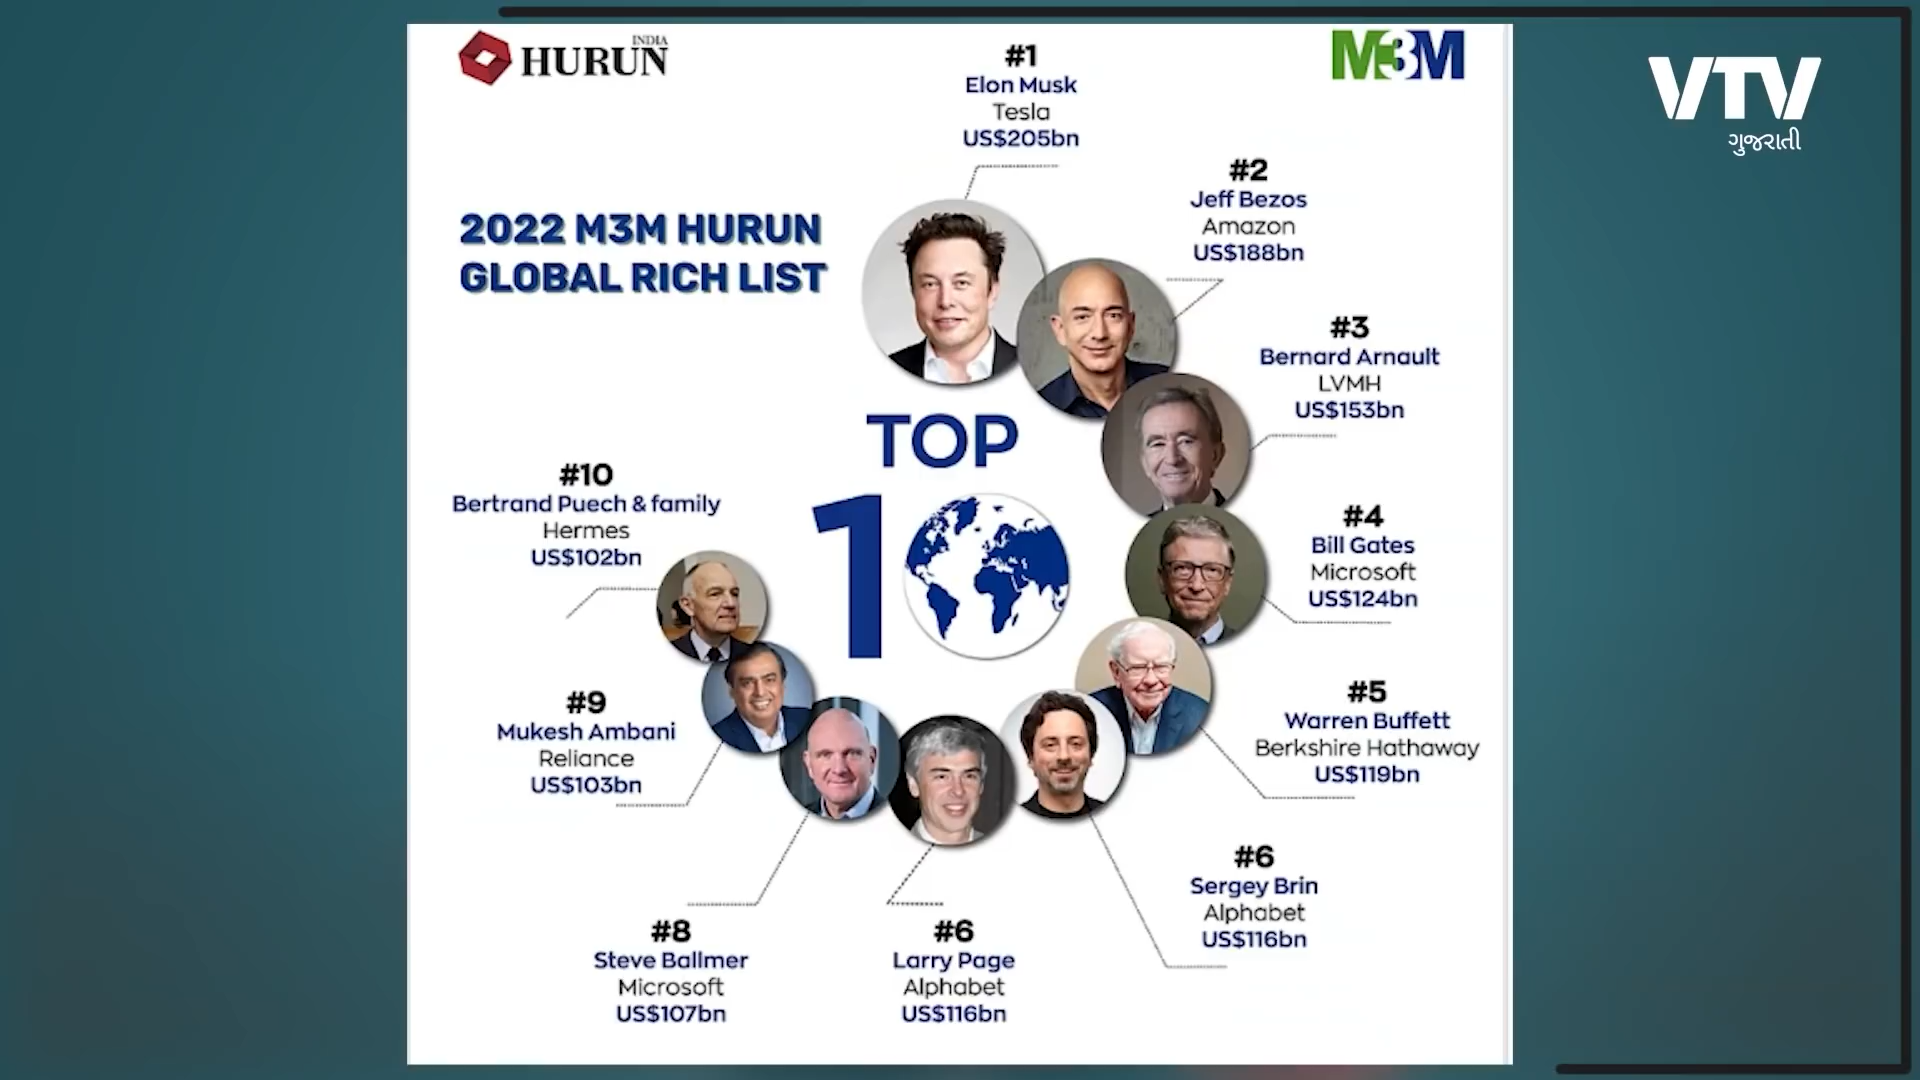 INDIA
HURUN
M3M
VTV
ગુજરાતી
2022 M3M HURUN
GLOBAL RICH LIST
TOP
10
#1
Elon Musk
Tesla
US$205bn
#2
Jeff Bezos
Amazon
US$188bn
#3
Bernard Arnault
LVMH
US$153bn
#4
Bill Gates
Microsoft
US$124bn
#5
Warren Buffett
Berkshire Hathaway
US$119bn
#6
Sergey Brin
Alphabet
US$116bn
#6
Larry Page
Alphabet
US$116bn
#8
Steve Ballmer
Microsoft
US$107bn
#9
Mukesh Ambani
Reliance
US$103bn
#10
Bertrand Puech & family
Hermes
US$102bn